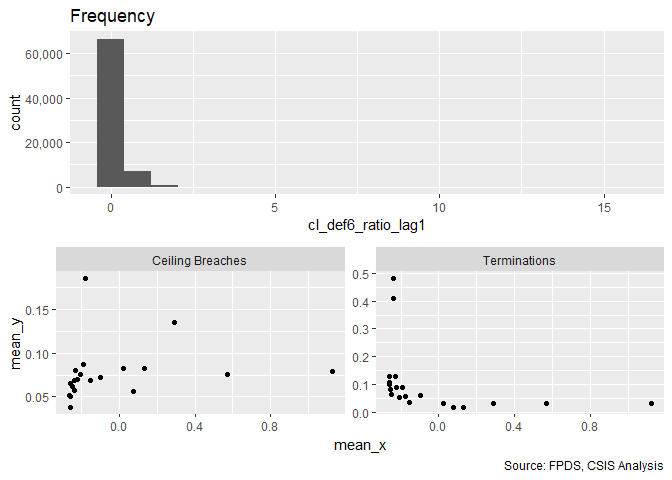 Frequency
60,000
40,000
20,000
0
count
0 5 10 15
cl_def6_ratio_lag1
Ceiling Breaches
Terminations
0.15
0.10
0.05
mean_y
0.5
0.4
0.3
0.2
0.1
0.0
0.0 0.4 0.8
0.0 0.4 0.8
mean_x
Source: FPDS, CSIS Analysis